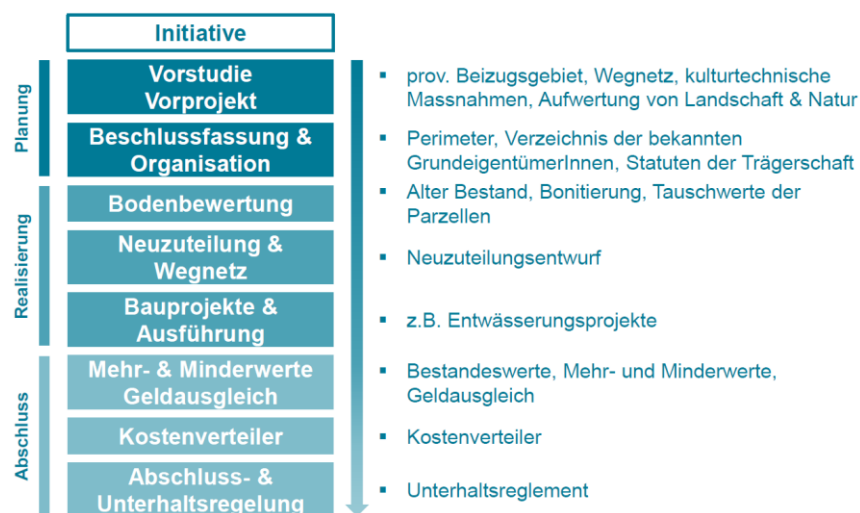 Initiative
Planung
Vorstudie
Vorprojekt
▪ prov. Beizugsgebiet, Wegnetz, kulturtechnische
Massnahmen, Aufwertung von Landschaft & Natur
Beschlussfassung &
Organisation
▪ Perimeter, Verzeichnis der bekannten
GrundeigentümerInnen, Statuten der Trägerschaft
Realisierung
Bodenbewertung
▪ Alter Bestand, Bonitierung, Tauschwerte der
Parzellen
Neuzuteilung &
Wegnetz
▪ Neuzuteilungsentwurf
Bauprojekte &
Ausführung
▪ z.B. Entwässerungsprojekte
Abschluss
Mehr- & Minderwerte
Geldausgleich
▪ Bestandeswerte, Mehr- und Minderwerte,
Geldausgleich
Kostenverteiler
▪ Kostenverteiler
Abschluss- &
Unterhaltsregelung
▪ Unterhaltsreglement